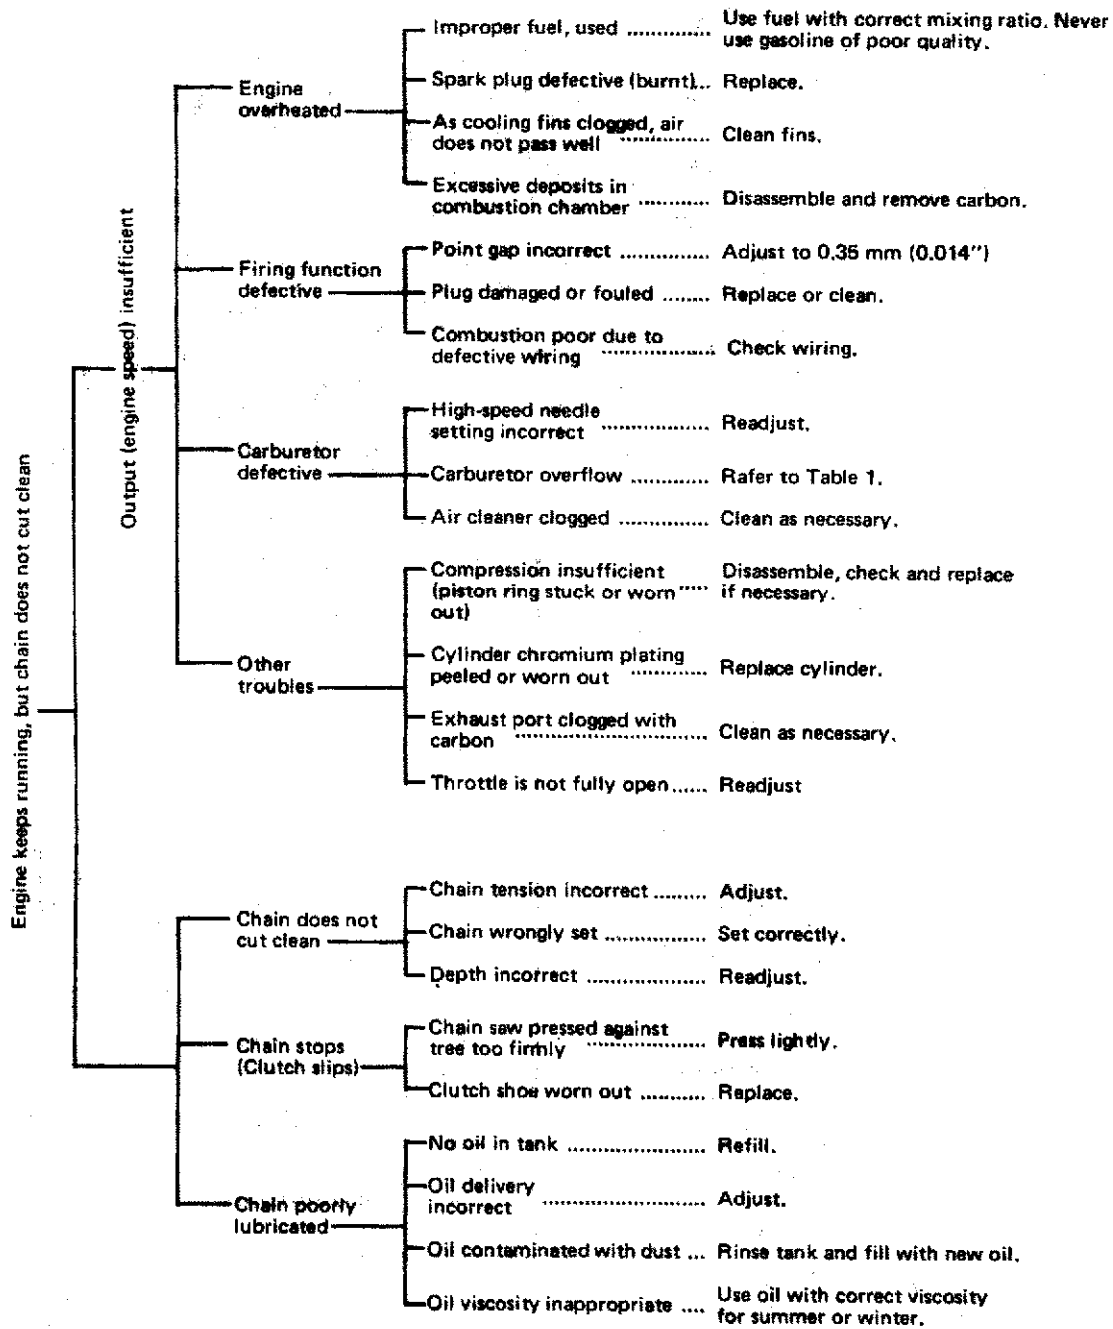 Engine keeps running, but chain does not cut clean
Output (engine speed) insufficient
Engine
overheated
Improper fuel, used .............. Use fuel with correct mixing ratio. Never
use gasoline of poor quality.
Spark plug defective (burnt)... Replace.
As cooling fins clogged, air
does not pass well ................. Clean fins.
Excessive deposits in
combustion chamber ............ Disassemble and remove carbon.
Firing function
defective
Point gap incorrect ............... Adjust to 0.35 mm (0.014")
Plug damaged or fouled ........ Replace or clean.
Combustion poor due to
defective wiring ................... Check wiring.
Carburetor
defective
High-speed needle
setting incorrect .................. Readjust.
Carburetor overflow ............. Rafer to Table 1.
Air cleaner clogged ............... Clean as necessary.
Other
troubles
Compression insufficient
(piston ring stuck or worn ..... Disassemble, check and replace
out) if necessary.
Cylinder chromium plating
peeled or worn out ............. Replace cylinder.
Exhaust port clogged with
carbon ................................ Clean as necessary.
Throttle is not fully open ...... Readjust
Chain does not
cut clean
Chain tension incorrect ......... Adjust.
Chain wrongly set ................ Set correctly.
Depth incorrect ................... Readjust.
Chain stops
(Clutch slips)
Chain saw pressed against
tree too firmly .................... Press lightly.
Clutch shoe worn out ........... Replace.
Chain poorly
lubricated
No oil in tank ....................... Refill.
Oil delivery
incorrect ............................ Adjust.
Oil contaminated with dust ... Rinse tank and fill with new oil.
Oil viscosity inappropriate .... Use oil with correct viscosity
for summer or winter.